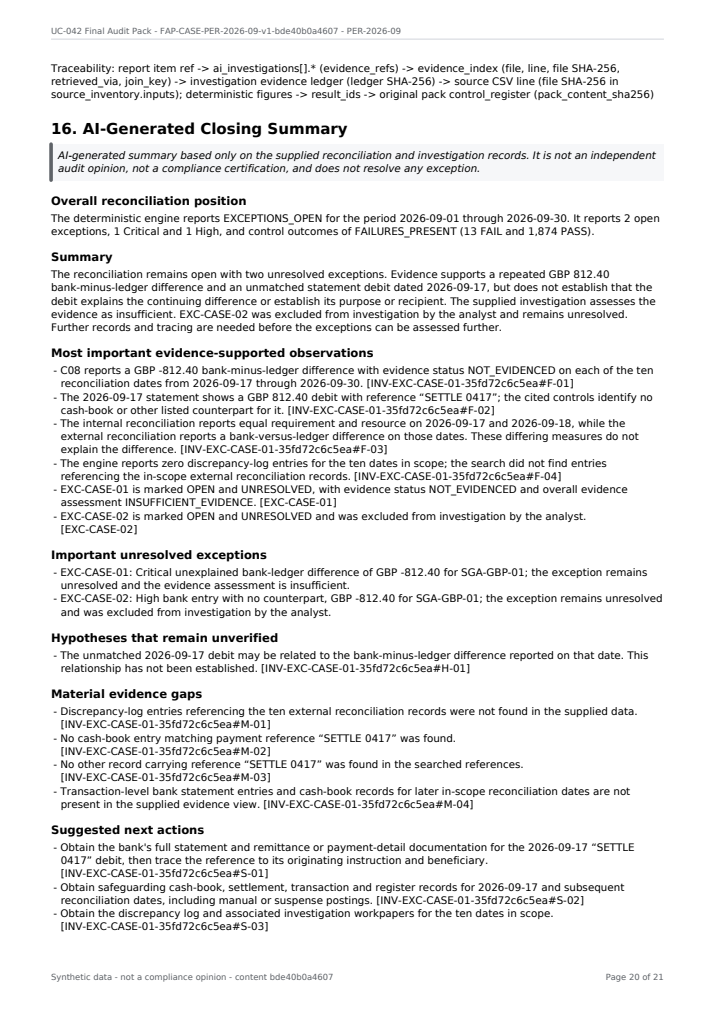 UC-042 Final Audit Pack - FAP-CASE-PER-2026-09-v1-bde40b0a4607 - PER-2026-09
Traceability: report item ref -> ai_investigations[].* (evidence_refs) -> evidence_index (file, line, file SHA-256,
retrieved_via, join_key) -> investigation evidence ledger (ledger SHA-256) -> source CSV line (file SHA-256 in
source_inventory.inputs); deterministic figures -> result_ids -> original pack control_register (pack_content_sha256)
16. AI-Generated Closing Summary
AI-generated summary based only on the supplied reconciliation and investigation records. It is not an independent
audit opinion, not a compliance certification, and does not resolve any exception.
Overall reconciliation position
The deterministic engine reports EXCEPTIONS_OPEN for the period 2026-09-01 through 2026-09-30. It reports 2 open
exceptions, 1 Critical and 1 High, and control outcomes of FAILURES_PRESENT (13 FAIL and 1,874 PASS).
Summary
The reconciliation remains open with two unresolved exceptions. Evidence supports a repeated GBP 812.40
bank-minus-ledger difference and an unmatched statement debit dated 2026-09-17, but does not establish that the
debit explains the continuing difference or establish its purpose or recipient. The supplied investigation assesses the
evidence as insufficient. EXC-CASE-02 was excluded from investigation by the analyst and remains unresolved.
Further records and tracing are needed before the exceptions can be assessed further.
Most important evidence-supported observations
- C08 reports a GBP -812.40 bank-minus-ledger difference with evidence status NOT_EVIDENCED on each of the ten
reconciliation dates from 2026-09-17 through 2026-09-30. [INV-EXC-CASE-01-35fd72c6c5ea#F-01]
- The 2026-09-17 statement shows a GBP 812.40 debit with reference “SETTLE 0417”; the cited controls identify no
cash-book or other listed counterpart for it. [INV-EXC-CASE-01-35fd72c6c5ea#F-02]
- The internal reconciliation reports equal requirement and resource on 2026-09-17 and 2026-09-18, while the
external reconciliation reports a bank-versus-ledger difference on those dates. These differing measures do not
explain the difference. [INV-EXC-CASE-01-35fd72c6c5ea#F-03]
- The engine reports zero discrepancy-log entries for the ten dates in scope; the search did not find entries
referencing the in-scope external reconciliation records. [INV-EXC-CASE-01-35fd72c6c5ea#F-04]
- EXC-CASE-01 is marked OPEN and UNRESOLVED, with evidence status NOT_EVIDENCED and overall evidence
assessment INSUFFICIENT_EVIDENCE. [EXC-CASE-01]
- EXC-CASE-02 is marked OPEN and UNRESOLVED and was excluded from investigation by the analyst.
[EXC-CASE-02]
Important unresolved exceptions
- EXC-CASE-01: Critical unexplained bank-ledger difference of GBP -812.40 for SGA-GBP-01; the exception remains
unresolved and the evidence assessment is insufficient.
- EXC-CASE-02: High bank entry with no counterpart, GBP -812.40 for SGA-GBP-01; the exception remains unresolved
and was excluded from investigation by the analyst.
Hypotheses that remain unverified
- The unmatched 2026-09-17 debit may be related to the bank-minus-ledger difference reported on that date. This
relationship has not been established. [INV-EXC-CASE-01-35fd72c6c5ea#H-01]
Material evidence gaps
- Discrepancy-log entries referencing the ten external reconciliation records were not found in the supplied data.
[INV-EXC-CASE-01-35fd72c6c5ea#M-01]
- No cash-book entry matching payment reference “SETTLE 0417” was found.
[INV-EXC-CASE-01-35fd72c6c5ea#M-02]
- No other record carrying reference “SETTLE 0417” was found in the searched references.
[INV-EXC-CASE-01-35fd72c6c5ea#M-03]
- Transaction-level bank statement entries and cash-book records for later in-scope reconciliation dates are not
present in the supplied evidence view. [INV-EXC-CASE-01-35fd72c6c5ea#M-04]
Suggested next actions
- Obtain the bank's full statement and remittance or payment-detail documentation for the 2026-09-17 “SETTLE
0417” debit, then trace the reference to its originating instruction and beneficiary.
[INV-EXC-CASE-01-35fd72c6c5ea#S-01]
- Obtain safeguarding cash-book, settlement, transaction and register records for 2026-09-17 and subsequent
reconciliation dates, including manual or suspense postings. [INV-EXC-CASE-01-35fd72c6c5ea#S-02]
- Obtain the discrepancy log and associated investigation workpapers for the ten dates in scope.
[INV-EXC-CASE-01-35fd72c6c5ea#S-03]
Synthetic data - not a compliance opinion - content bde40b0a4607
Page 20 of 21